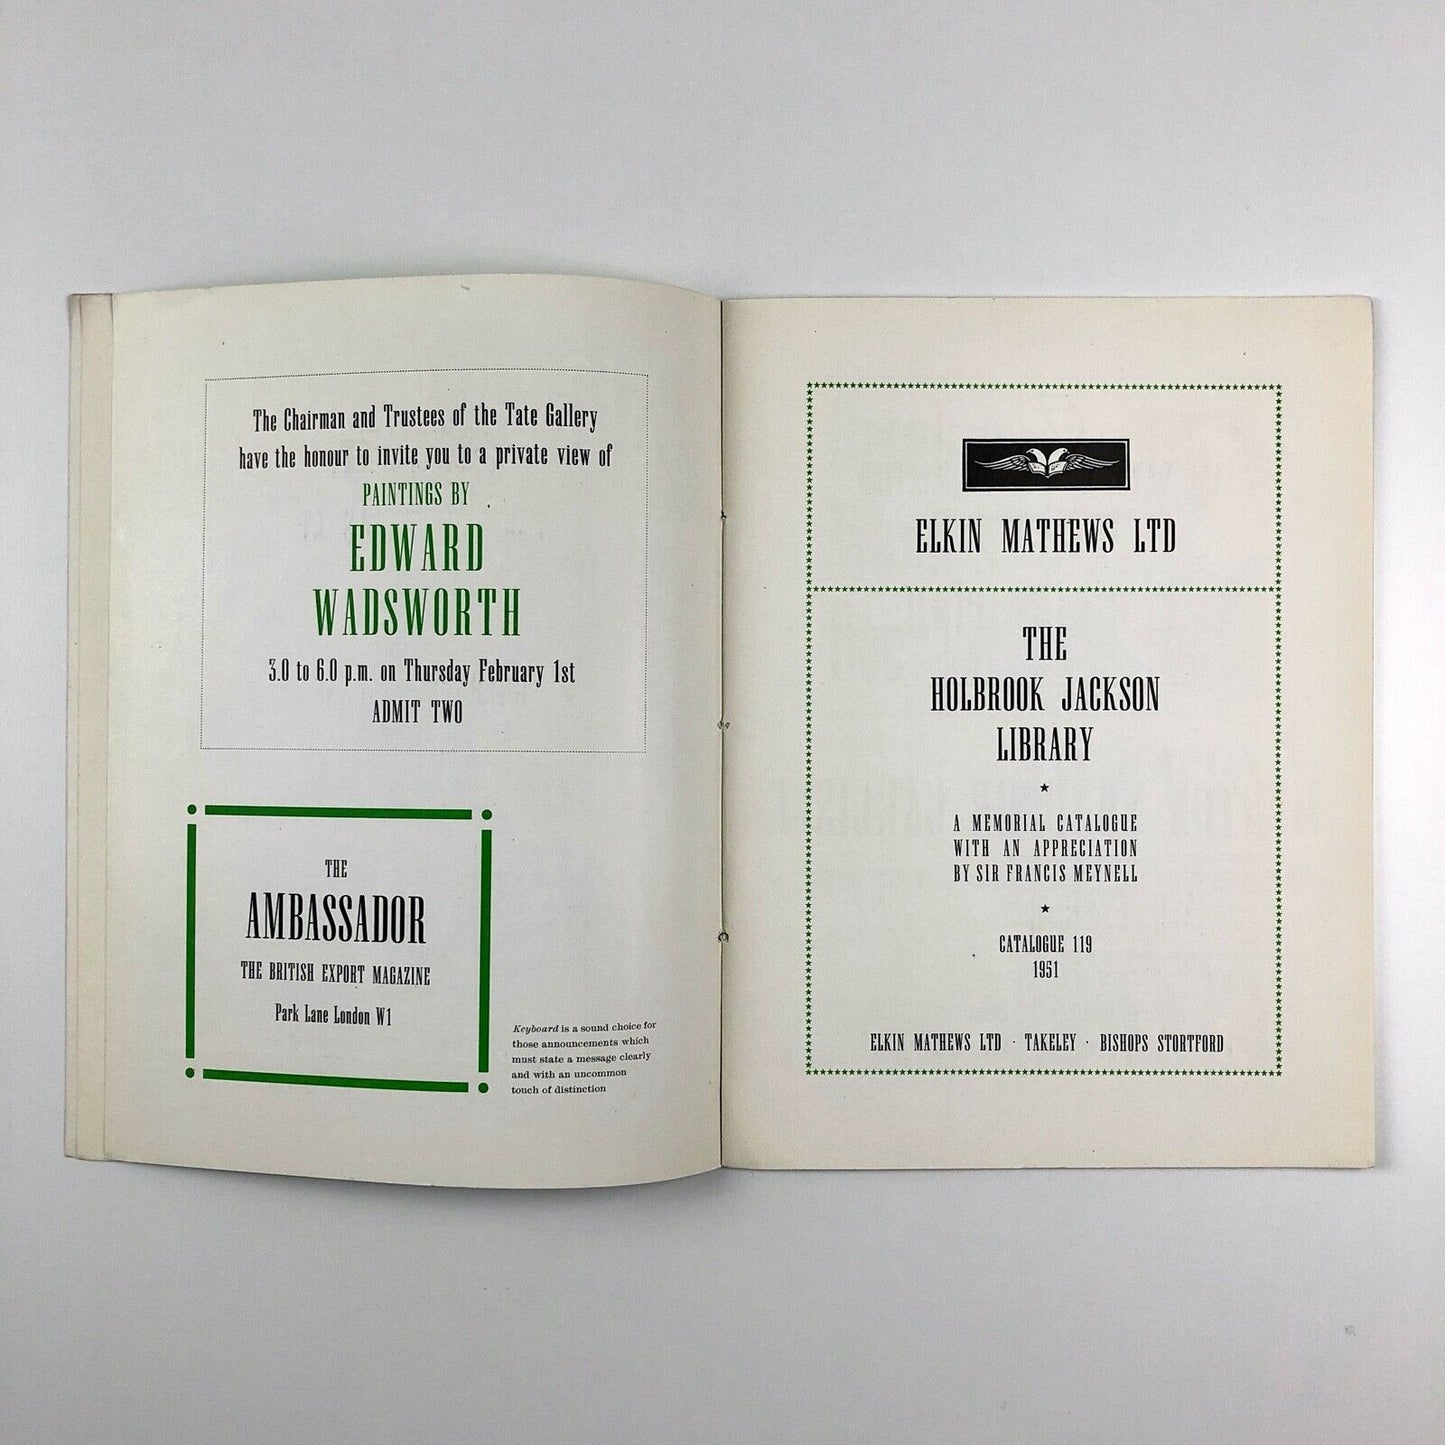 The Chairman and Trustees of the Tate Gallery
have the honour to invite you to a private view of
PAINTINGS BY
EDWARD
WADSWORTH
3.0 to 6.0 p.m. on Thursday February 1st
ADMIT TWO
THE
AMBASSADOR
THE BRITISH EXPORT MAGAZINE
Park Lane London W1
Keyboard is a sound choice for
those announcements which
must state a message clearly
and with an uncommon
touch of distinction
ELKIN MATHEWS LTD
THE
HOLBROOK JACKSON
LIBRARY
★
A MEMORIAL CATALOGUE
WITH AN APPRECIATION
BY SIR FRANCIS MEYNELL
★
CATALOGUE 119
1951
ELKIN MATHEWS LTD · TAKELEY · BISHOPS STORTFORD